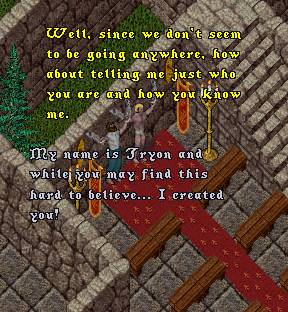 Well, since we don't seem
to be going anywhere, how
about telling me just who
you are and how you know
me.
My name is Tryon and
while you may find this
hard to believe... I created
you!